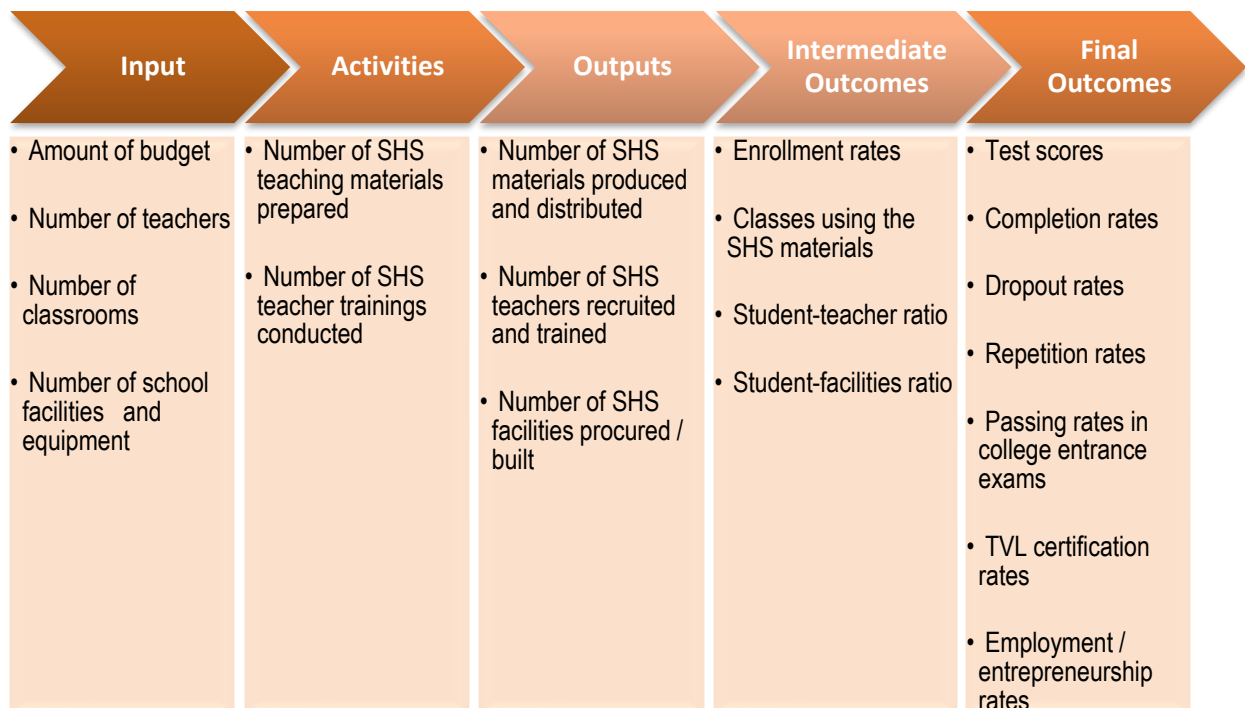 Input
Activities
Outputs
Intermediate
Outcomes
Final
Outcomes
• Amount of budget
• Number of teachers
• Number of
classrooms
• Number of school
facilities and
equipment
• Number of SHS
teaching materials
prepared
• Number of SHS
teacher trainings
conducted
• Number of SHS
materials produced
and distributed
• Number of SHS
teachers recruited
and trained
• Number of SHS
facilities procured /
built
• Enrollment rates
• Classes using the
SHS materials
• Student-teacher ratio
• Student-facilities ratio
• Test scores
• Completion rates
• Dropout rates
• Repetition rates
• Passing rates in
college entrance
exams
• TVL certification
rates
• Employment /
entrepreneurship
rates